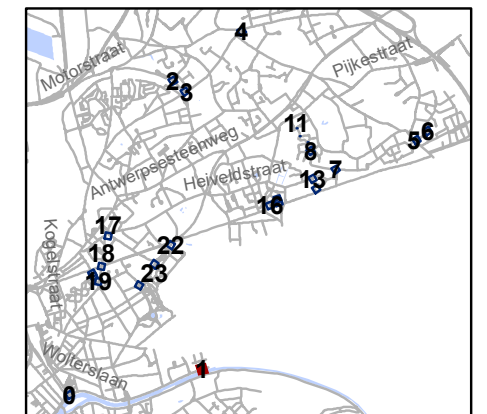 4
Motorstraat
Pijkestraat
2
3
11
6
5
Antwerpsesteenweg
8
Heiveldstraat
7
13
16
17
Kogelstraat
22
18
23
19
Wolterslaan
1
9